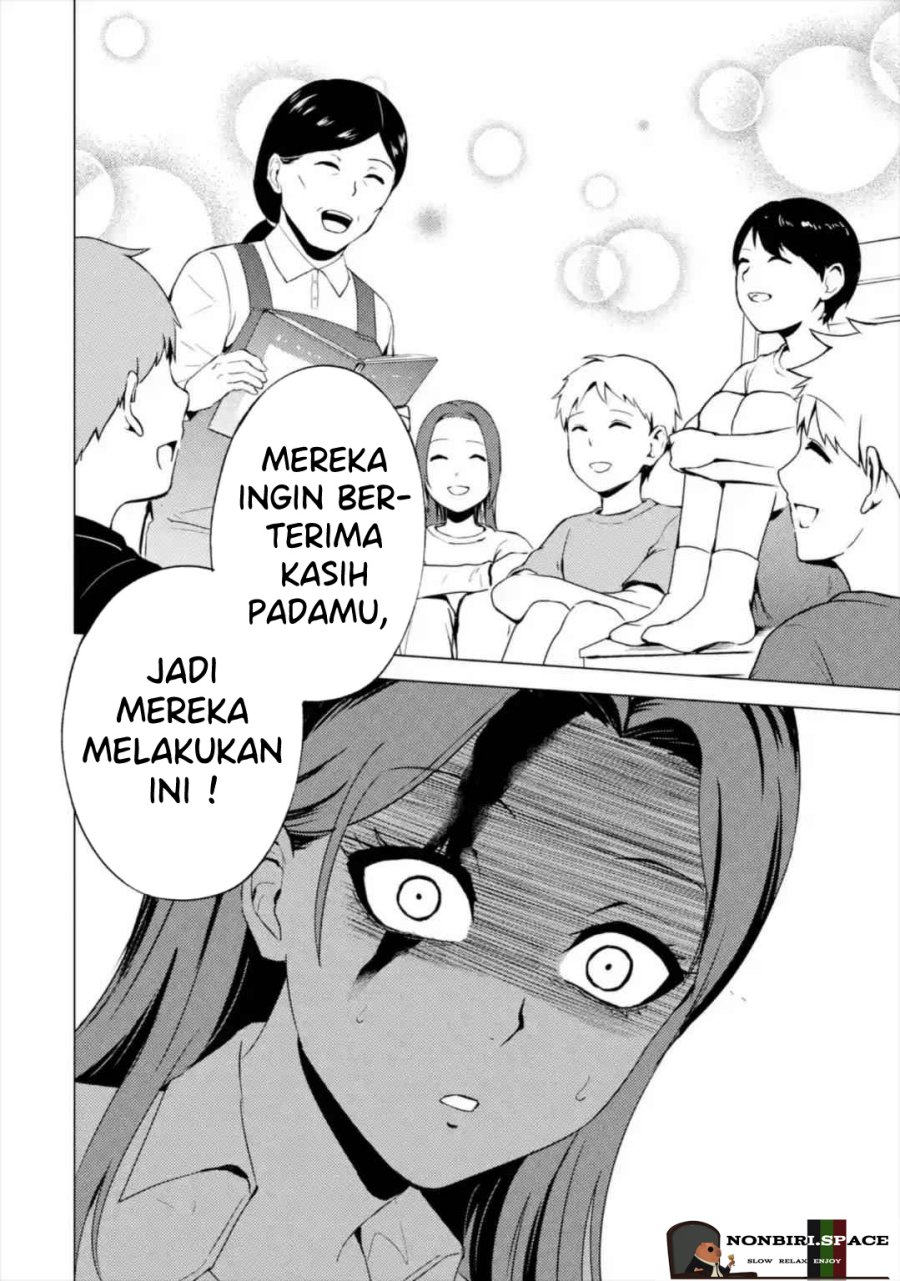 MEREKA
INGIN BER-
TERIMA
KASIH
PADAMU,
JADI
MEREKA
MELAKUKAN
INI !
NONBIRI.SPACE
SLOW RELAX ENJOY